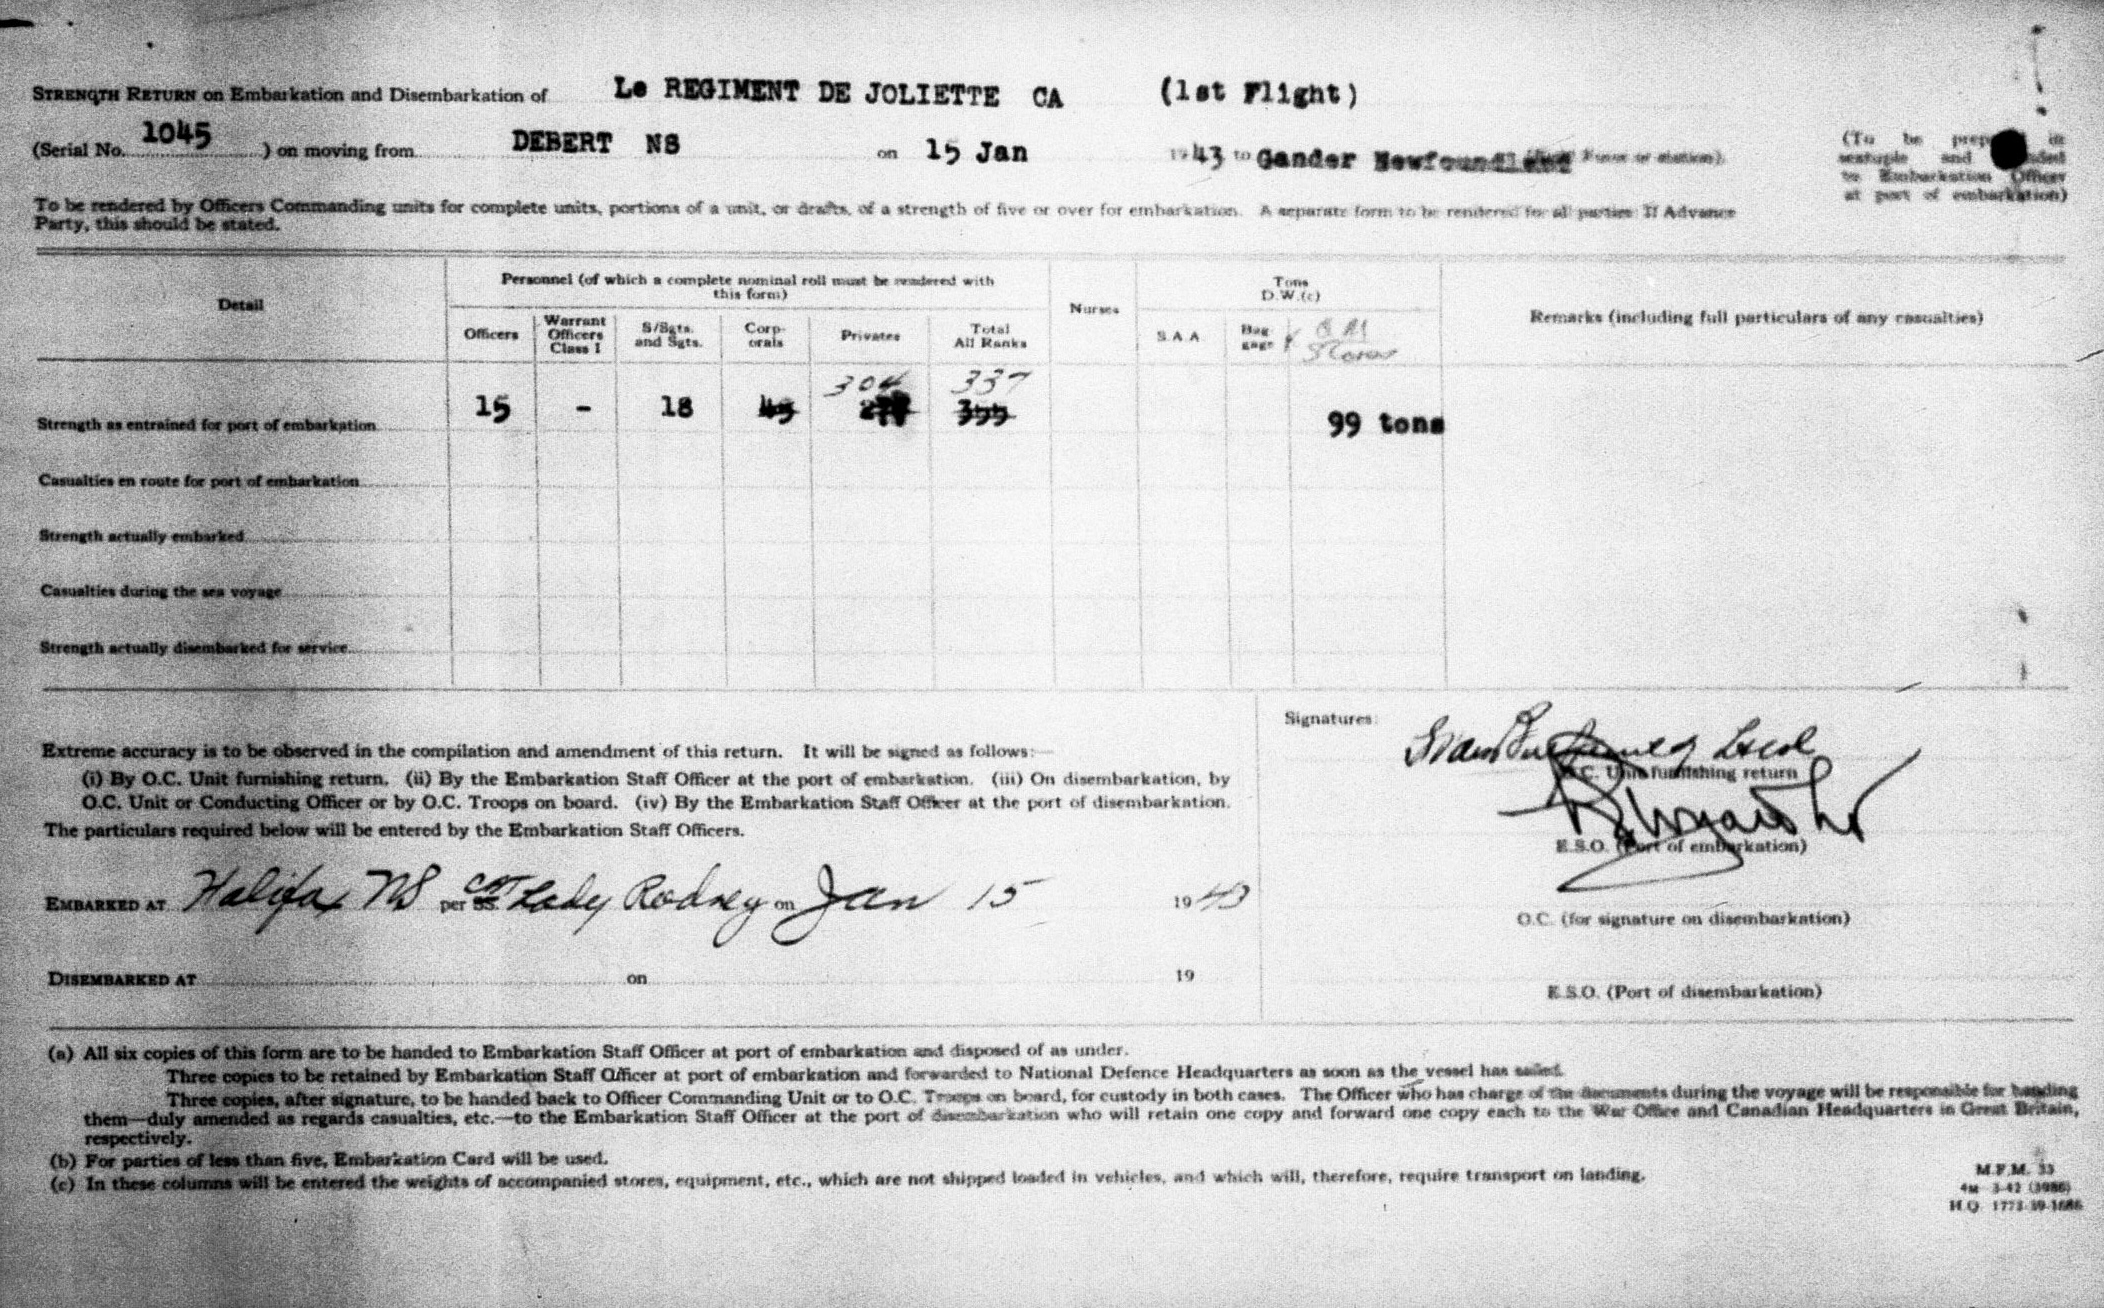 STRENGTH RETURN on Embarkation and Disembarkation of Le REGIMENT DE JOLIETTE CA (1st Flight)
(Serial No. 1045 ) on moving from DEBERT NS on 15 Jan 1943 to Gander Newfoundland
(To be prepared in
sextuple and handed
to Embarkation Officer
at port of embarkation)
To be rendered by Officers Commanding units for complete units, portions of a unit, or drafts, of a strength of five or over for embarkation. A separate form to be rendered for all parties. If Advance
Party, this should be stated.
Detail
Personnel (of which a complete nominal roll must be rendered with
this form)
Officers
Warrant
Officers
Class I
S/Sgts.
and Sgts.
Corp-
orals
Privates
Total
All Ranks
Nurses
Tons
D.W.(c)
S.A.A.
Bag-
gage
Stores
Remarks (including full particulars of any casualties)
304 337
Strength as entrained for port of embarkation 15 - 18 45 355 99 tons
Casualties en route for port of embarkation
Strength actually embarked
Casualties during the sea voyage
Strength actually disembarked for service
Extreme accuracy is to be observed in the compilation and amendment of this return. It will be signed as follows:—
(i) By O.C. Unit furnishing return. (ii) By the Embarkation Staff Officer at the port of embarkation. (iii) On disembarkation, by
O.C. Unit or Conducting Officer or by O.C. Troops on board. (iv) By the Embarkation Staff Officer at the port of disembarkation.
The particulars required below will be entered by the Embarkation Staff Officers.
EMBARKED AT Halifax NS per SS. CAT Lady Rodney on Jan 15 1943
DISEMBARKED AT on 19
Signatures:
O.C. Unit furnishing return
E.S.O. (Port of embarkation)
O.C. (for signature on disembarkation)
E.S.O. (Port of disembarkation)
(a) All six copies of this form are to be handed to Embarkation Staff Officer at port of embarkation and disposed of as under.
Three copies to be retained by Embarkation Staff Officer at port of embarkation and forwarded to National Defence Headquarters as soon as the vessel has sailed.
Three copies, after signature, to be handed back to Officer Commanding Unit or to O.C. Troops on board, for custody in both cases. The Officer who has charge of the documents during the voyage will be responsible for handing
them—duly amended as regards casualties, etc.—to the Embarkation Staff Officer at the port of disembarkation who will retain one copy and forward one copy each to the War Office and Canadian Headquarters in Great Britain,
respectively.
(b) For parties of less than five, Embarkation Card will be used.
(c) In these columns will be entered the weights of accompanied stores, equipment, etc., which are not shipped loaded in vehicles, and which will, therefore, require transport on landing.
M.F.M. 33
4M 3-42 (3986)
H.Q. 1772-39-1686